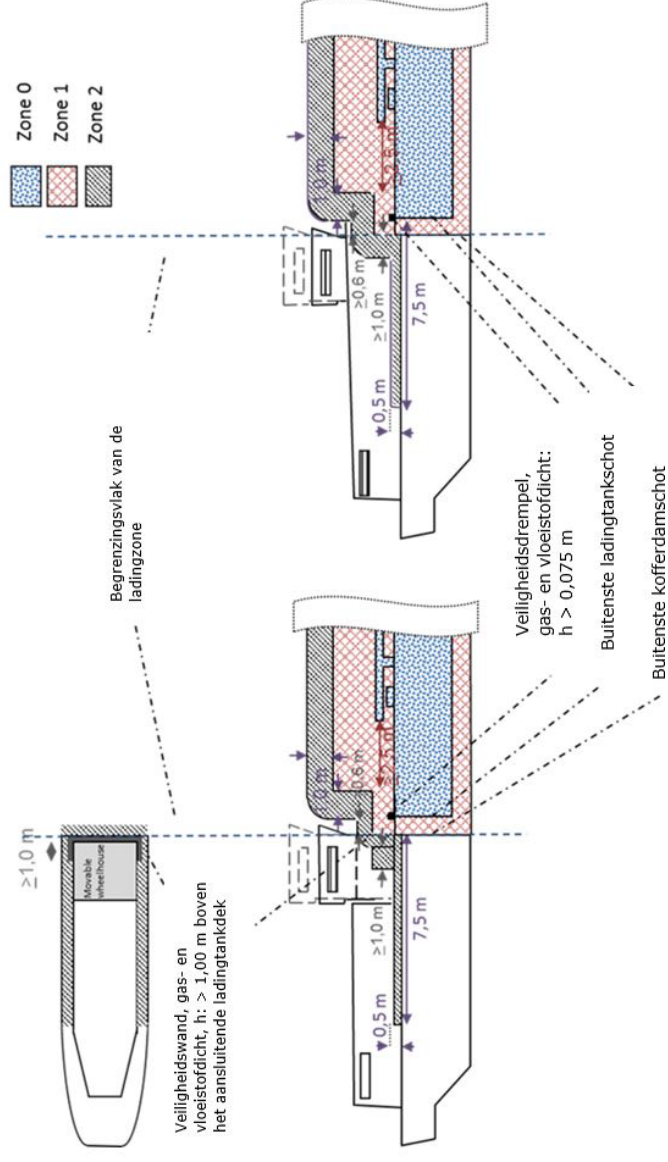 ≥1,0 m
Movable
wheelhouse
Zone 0
Zone 1
Zone 2
Begrenzingsvlak van de
ladingzone
Veiligheidswand, gas- en
vloeistofdicht, h: > 1,00 m boven
het aansluitende ladingtankdek
1,0 m
0,6 m
≥2,5 m
≥1,0 m
0,5 m
7,5 m
1,0 m
≥0,6 m
≥2,5 m
≥1,0 m
0,5 m
7,5 m
Veiligheidsdrempel,
gas- en vloeistofdicht:
h > 0,075 m
Buitenste ladingtankschot
Buitenste kofferdamschot